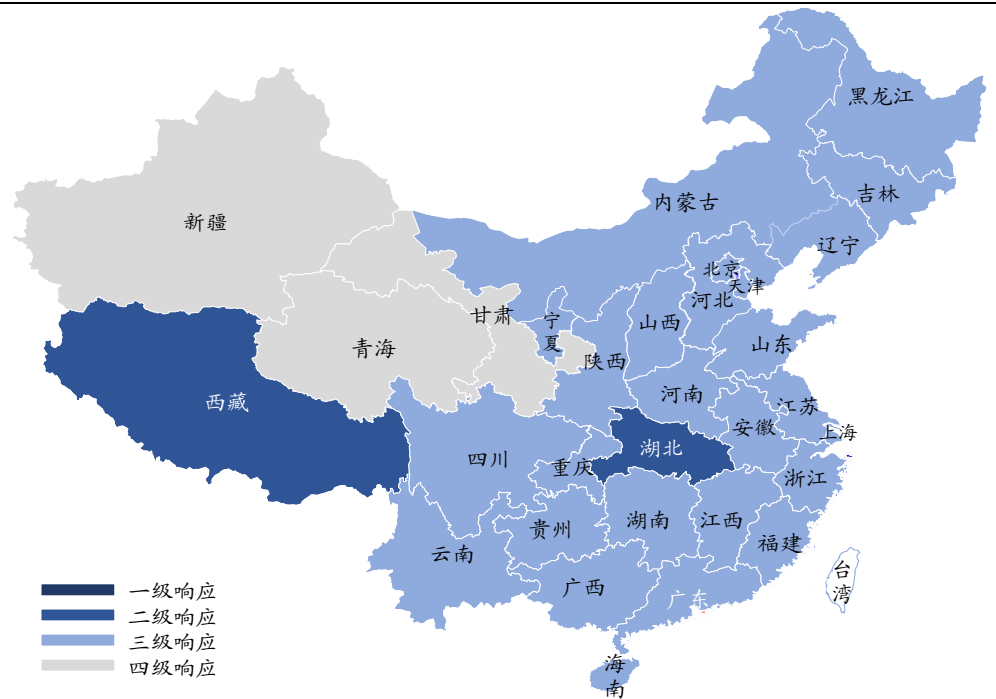 黑龙江
吉林
内蒙古
新疆
辽宁
北京
天津
河北
甘肃
宁
夏
山西
青海
陕西
山东
河南
西藏
江苏
安徽
上海
湖北
四川
重庆
浙江
贵州
湖南
江西
云南
福建
广西
广东
台
湾
海
南
一级响应
二级响应
三级响应
四级响应